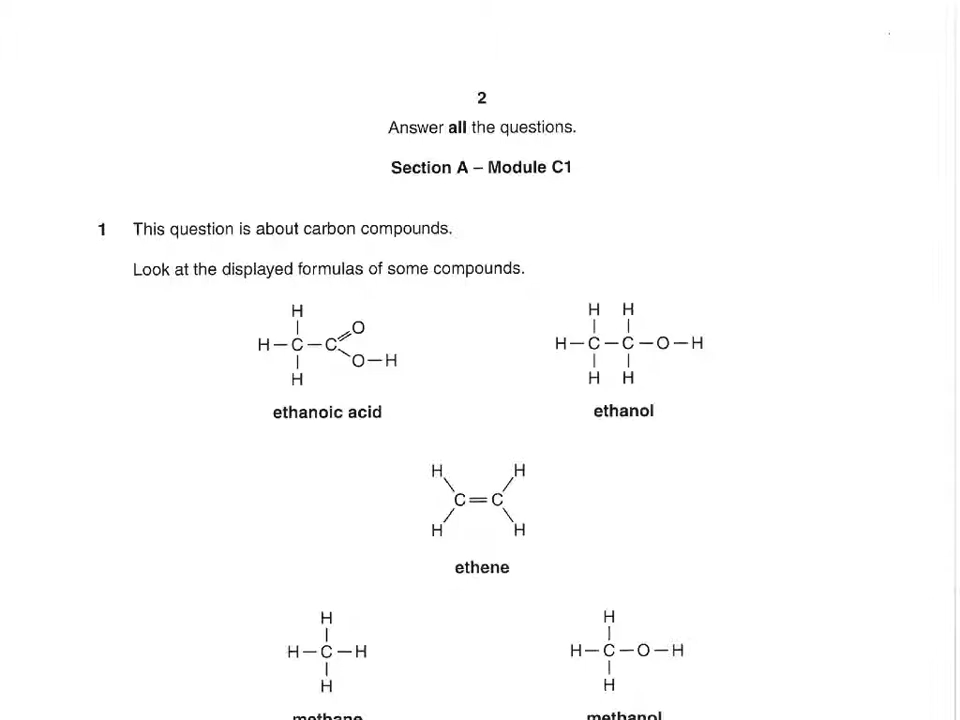 2
Answer all the questions.
Section A – Module C1
1 This question is about carbon compounds.
Look at the displayed formulas of some compounds.
H
H–C–C O
O–H
H
ethanoic acid
H H
H–C–C–O–H
H H
ethanol
H H
C=C
H H
ethene
H
H–C–H
H
methane
H
H–C–O–H
H
methanol